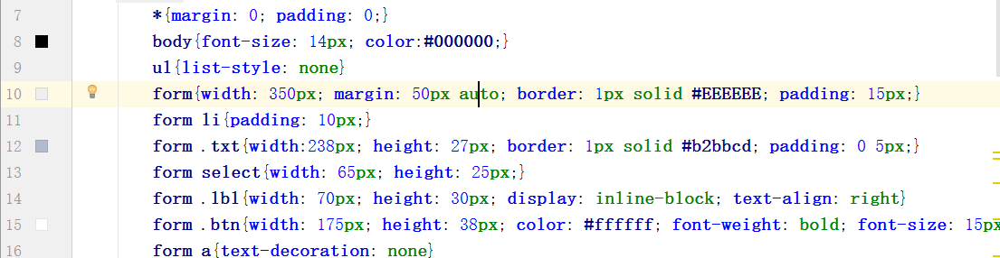 7 *{margin: 0; padding: 0;}
8 body{font-size: 14px; color:#000000;}
9 ul{list-style: none}
10 form{width: 350px; margin: 50px auto; border: 1px solid #EEEEEE; padding: 15px;}
11 form li{padding: 10px;}
12 form .txt{width:238px; height: 27px; border: 1px solid #b2bbcd; padding: 0 5px;}
13 form select{width: 65px; height: 25px;}
14 form .lbl{width: 70px; height: 30px; display: inline-block; text-align: right}
15 form .btn{width: 175px; height: 38px; color: #ffffff; font-weight: bold; font-size: 15px
16 form a{text-decoration: none}